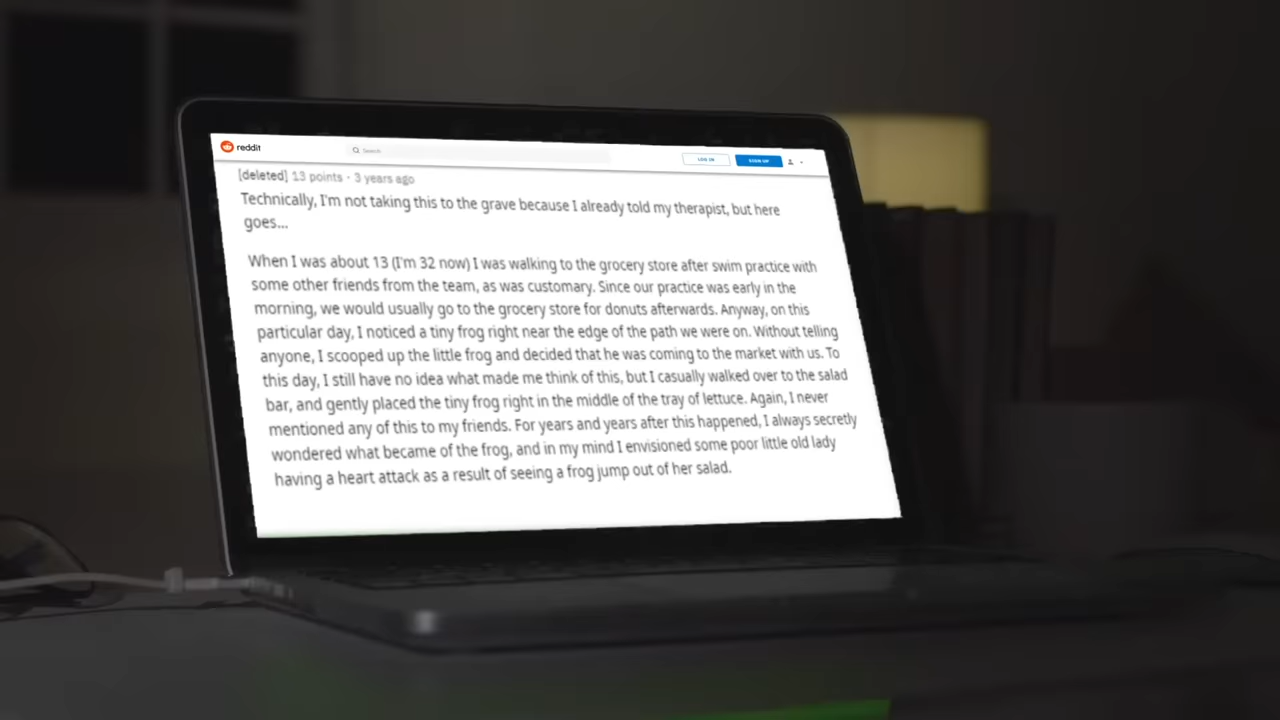 reddit
Search
LOG IN
SIGN UP
[deleted] 13 points · 3 years ago
Technically, I'm not taking this to the grave because I already told my therapist, but here
goes...
When I was about 13 (I'm 32 now) I was walking to the grocery store after swim practice with
some other friends from the team, as was customary. Since our practice was early in the
morning, we would usually go to the grocery store for donuts afterwards. Anyway, on this
particular day, I noticed a tiny frog right near the edge of the path we were on. Without telling
anyone, I scooped up the little frog and decided that he was coming to the market with us. To
this day, I still have no idea what made me think of this, but I casually walked over to the salad
bar, and gently placed the tiny frog right in the middle of the tray of lettuce. Again, I never
mentioned any of this to my friends. For years and years after this happened, I always secretly
wondered what became of the frog, and in my mind I envisioned some poor little old lady
having a heart attack as a result of seeing a frog jump out of her salad.